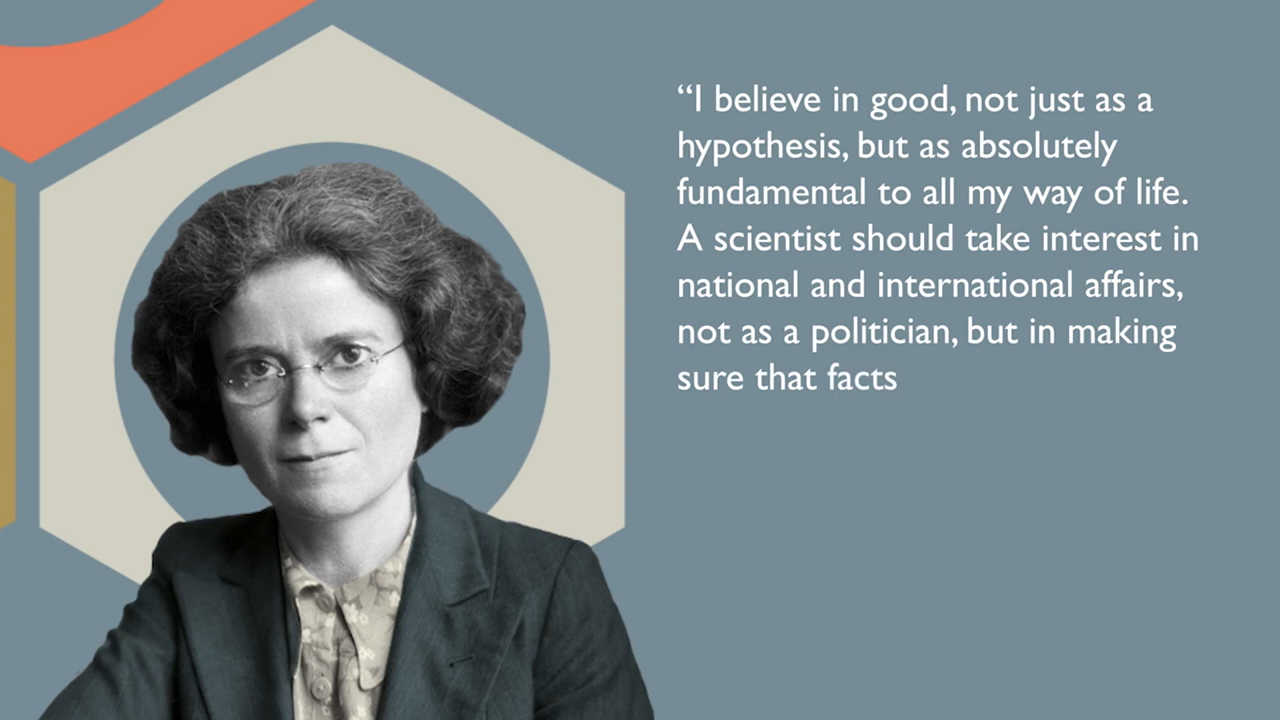 “I believe in good, not just as a
hypothesis, but as absolutely
fundamental to all my way of life.
A scientist should take interest in
national and international affairs,
not as a politician, but in making
sure that facts